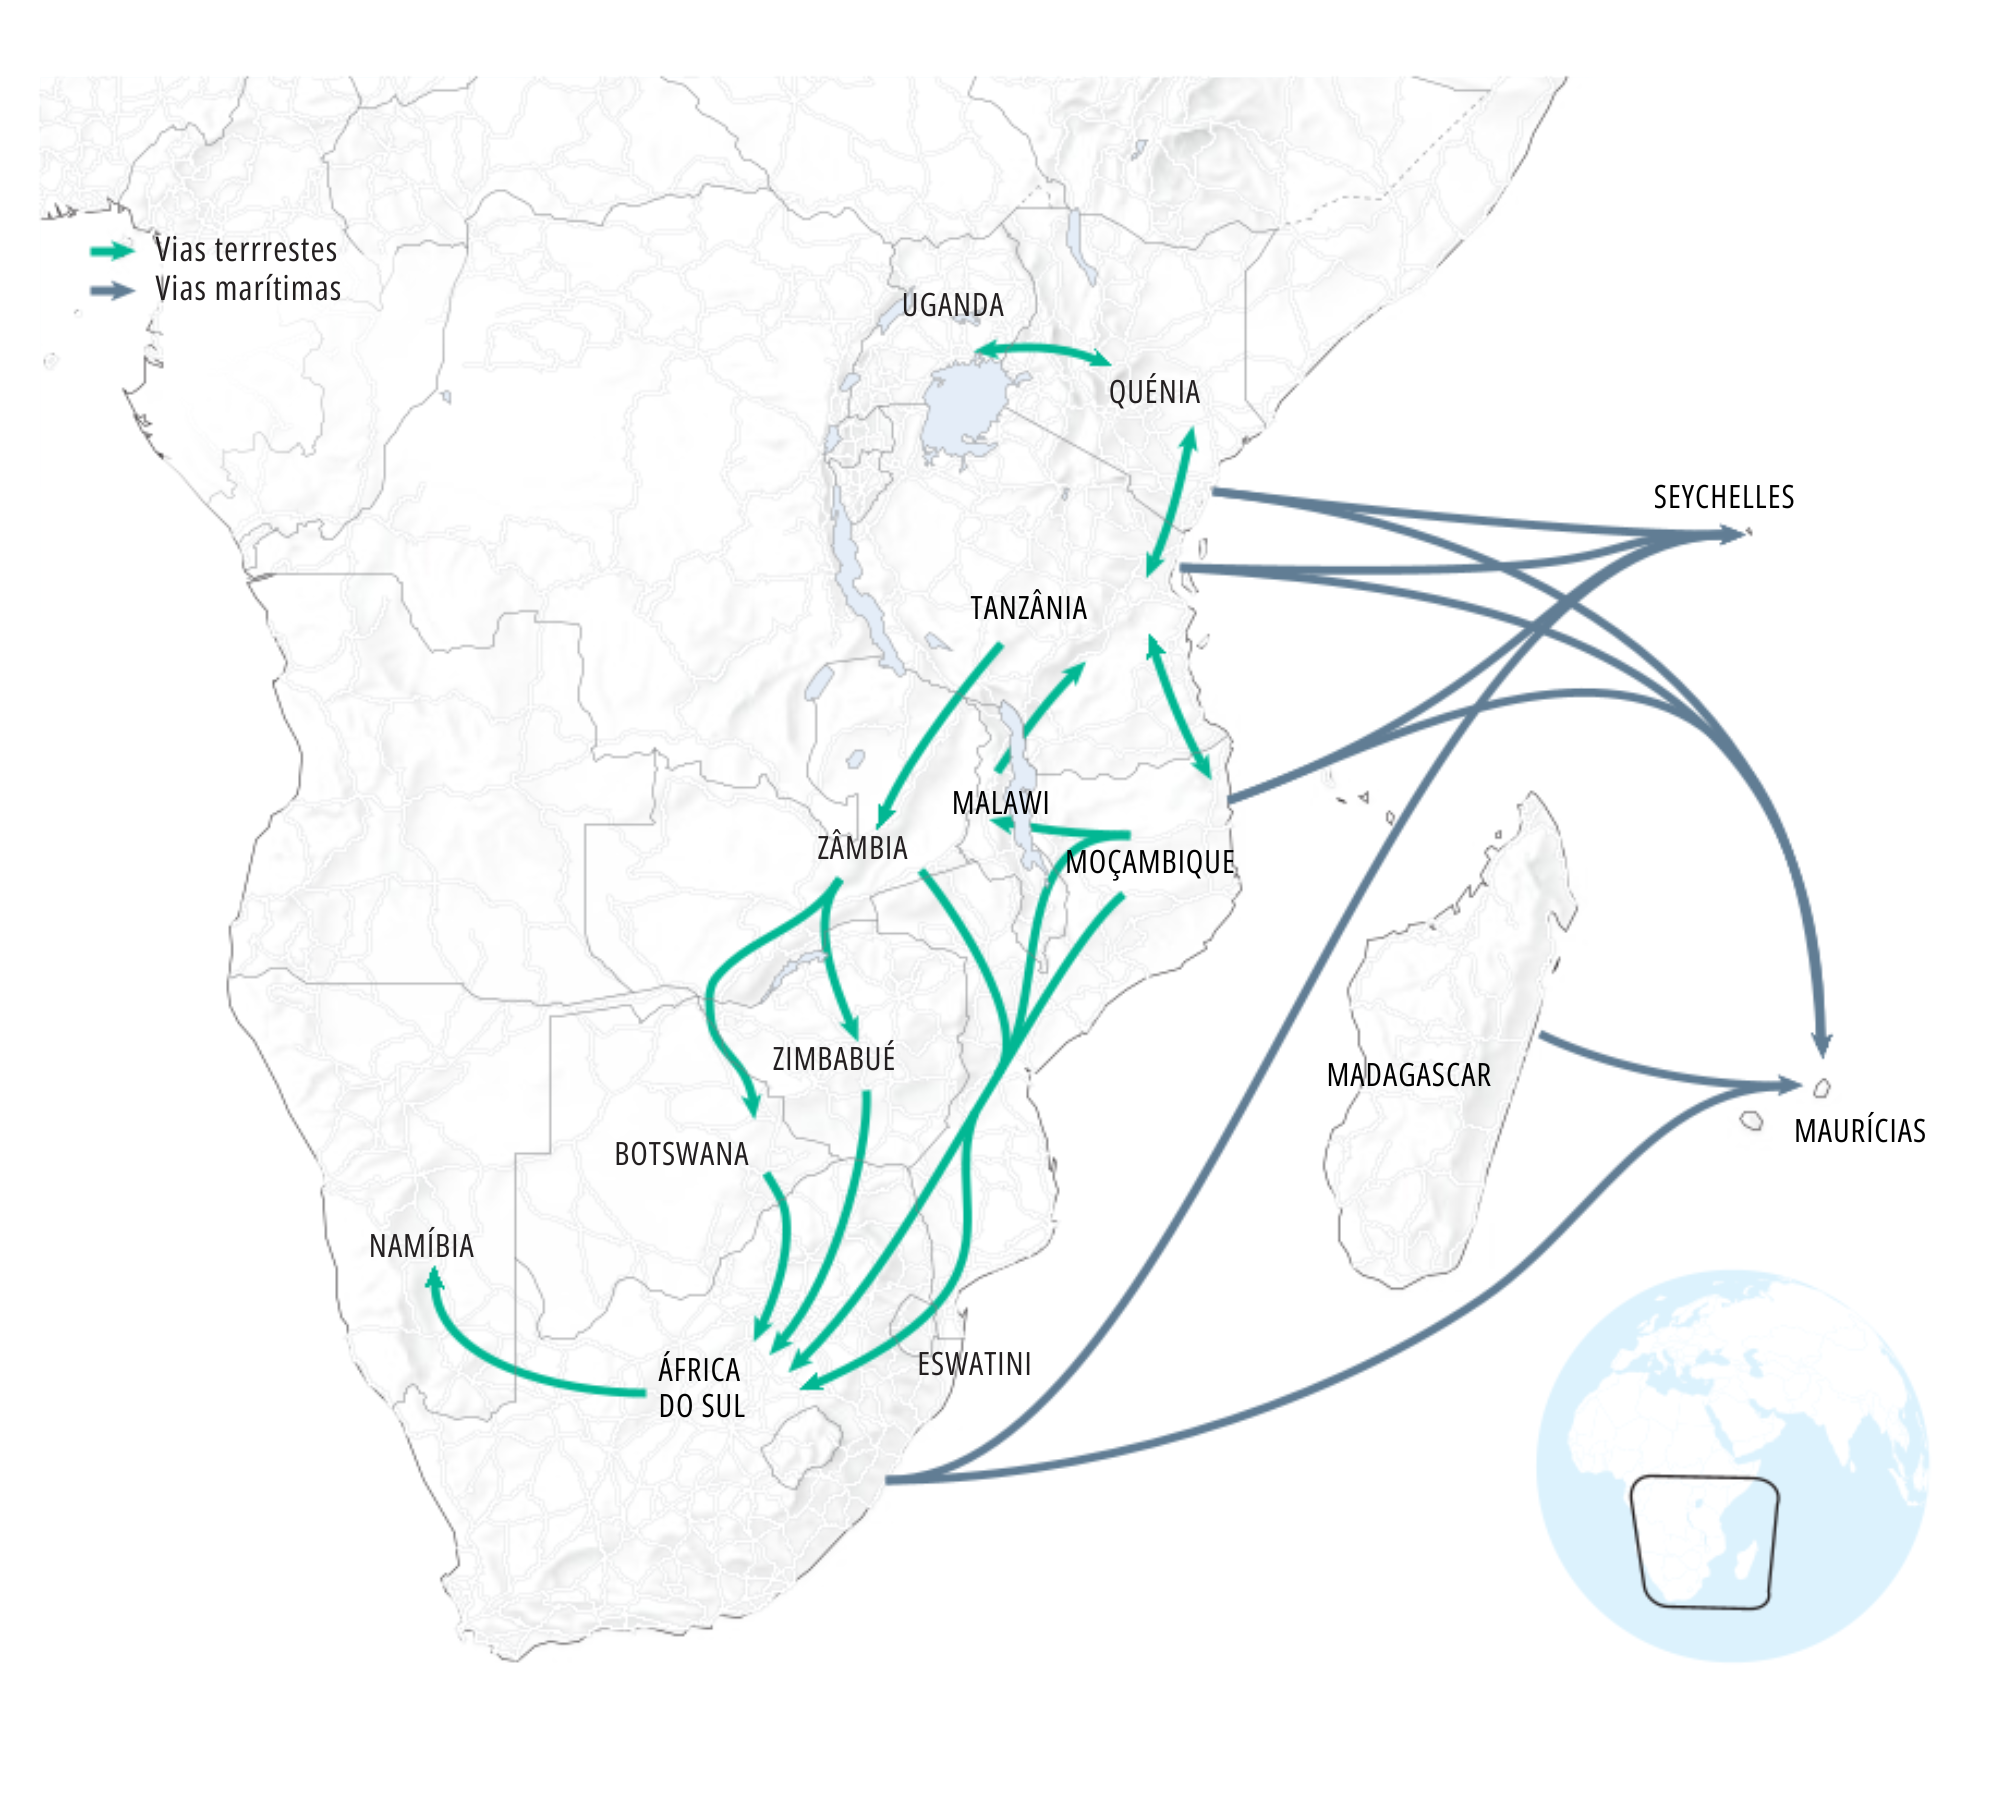 Vias terrrestes
Vias marítimas
UGANDA
QUÉNIA
SEYCHELLES
TANZÂNIA
MALAWI
ZÂMBIA
MOÇAMBIQUE
ZIMBABUÉ
MADAGASCAR
MAURÍCIAS
BOTSWANA
NAMÍBIA
ESWATINI
ÁFRICA
DO SUL